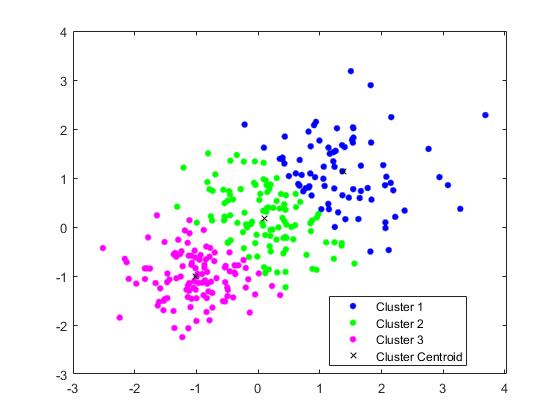 4
3
2
1
0
-1
-2
-3
-3 -2 -1 0 1 2 3 4
Cluster 1
Cluster 2
Cluster 3
Cluster Centroid